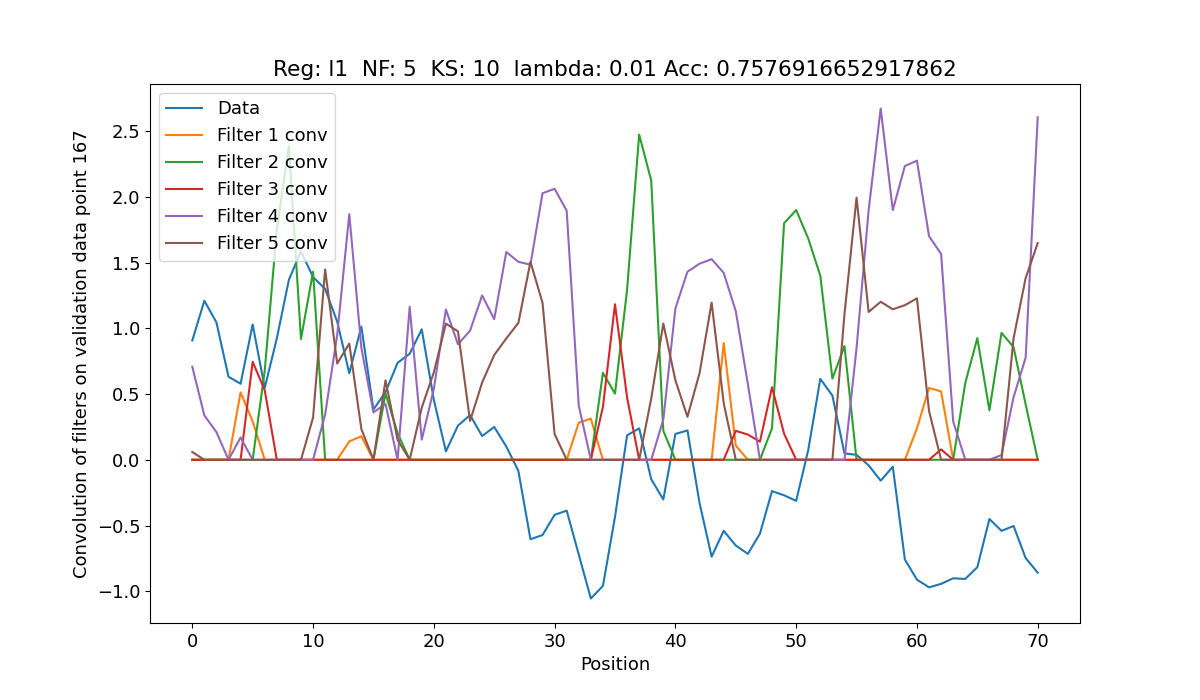 Reg: l1  NF: 5  KS: 10  lambda: 0.01 Acc: 0.7576916652917862
Convolution of filters on validation data point 167
Data
Filter 1 conv
Filter 2 conv
Filter 3 conv
Filter 4 conv
Filter 5 conv
2.5
2.0
1.5
1.0
0.5
0.0
−0.5
−1.0
0 10 20 30 40 50 60 70
Position